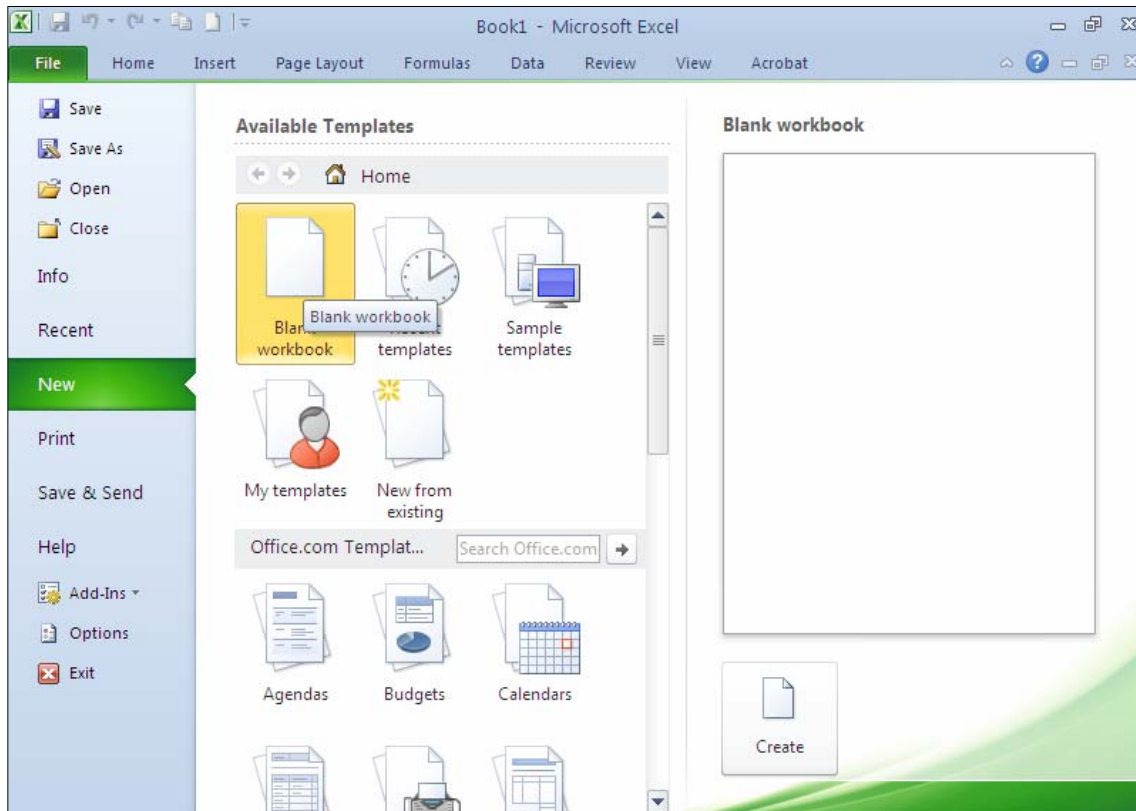 Book1 - Microsoft Excel
File Home Insert Page Layout Formulas Data Review View Acrobat
Save
Save As
Open
Close
Info
Recent
New
Print
Save & Send
Help
Add-Ins
Options
Exit
Available Templates
Home
Blank workbook
workbook
templates
Sample
templates
My templates
New from
existing
Office.com Templat...
Search Office.com
Agendas
Budgets
Calendars
Blank workbook
Create